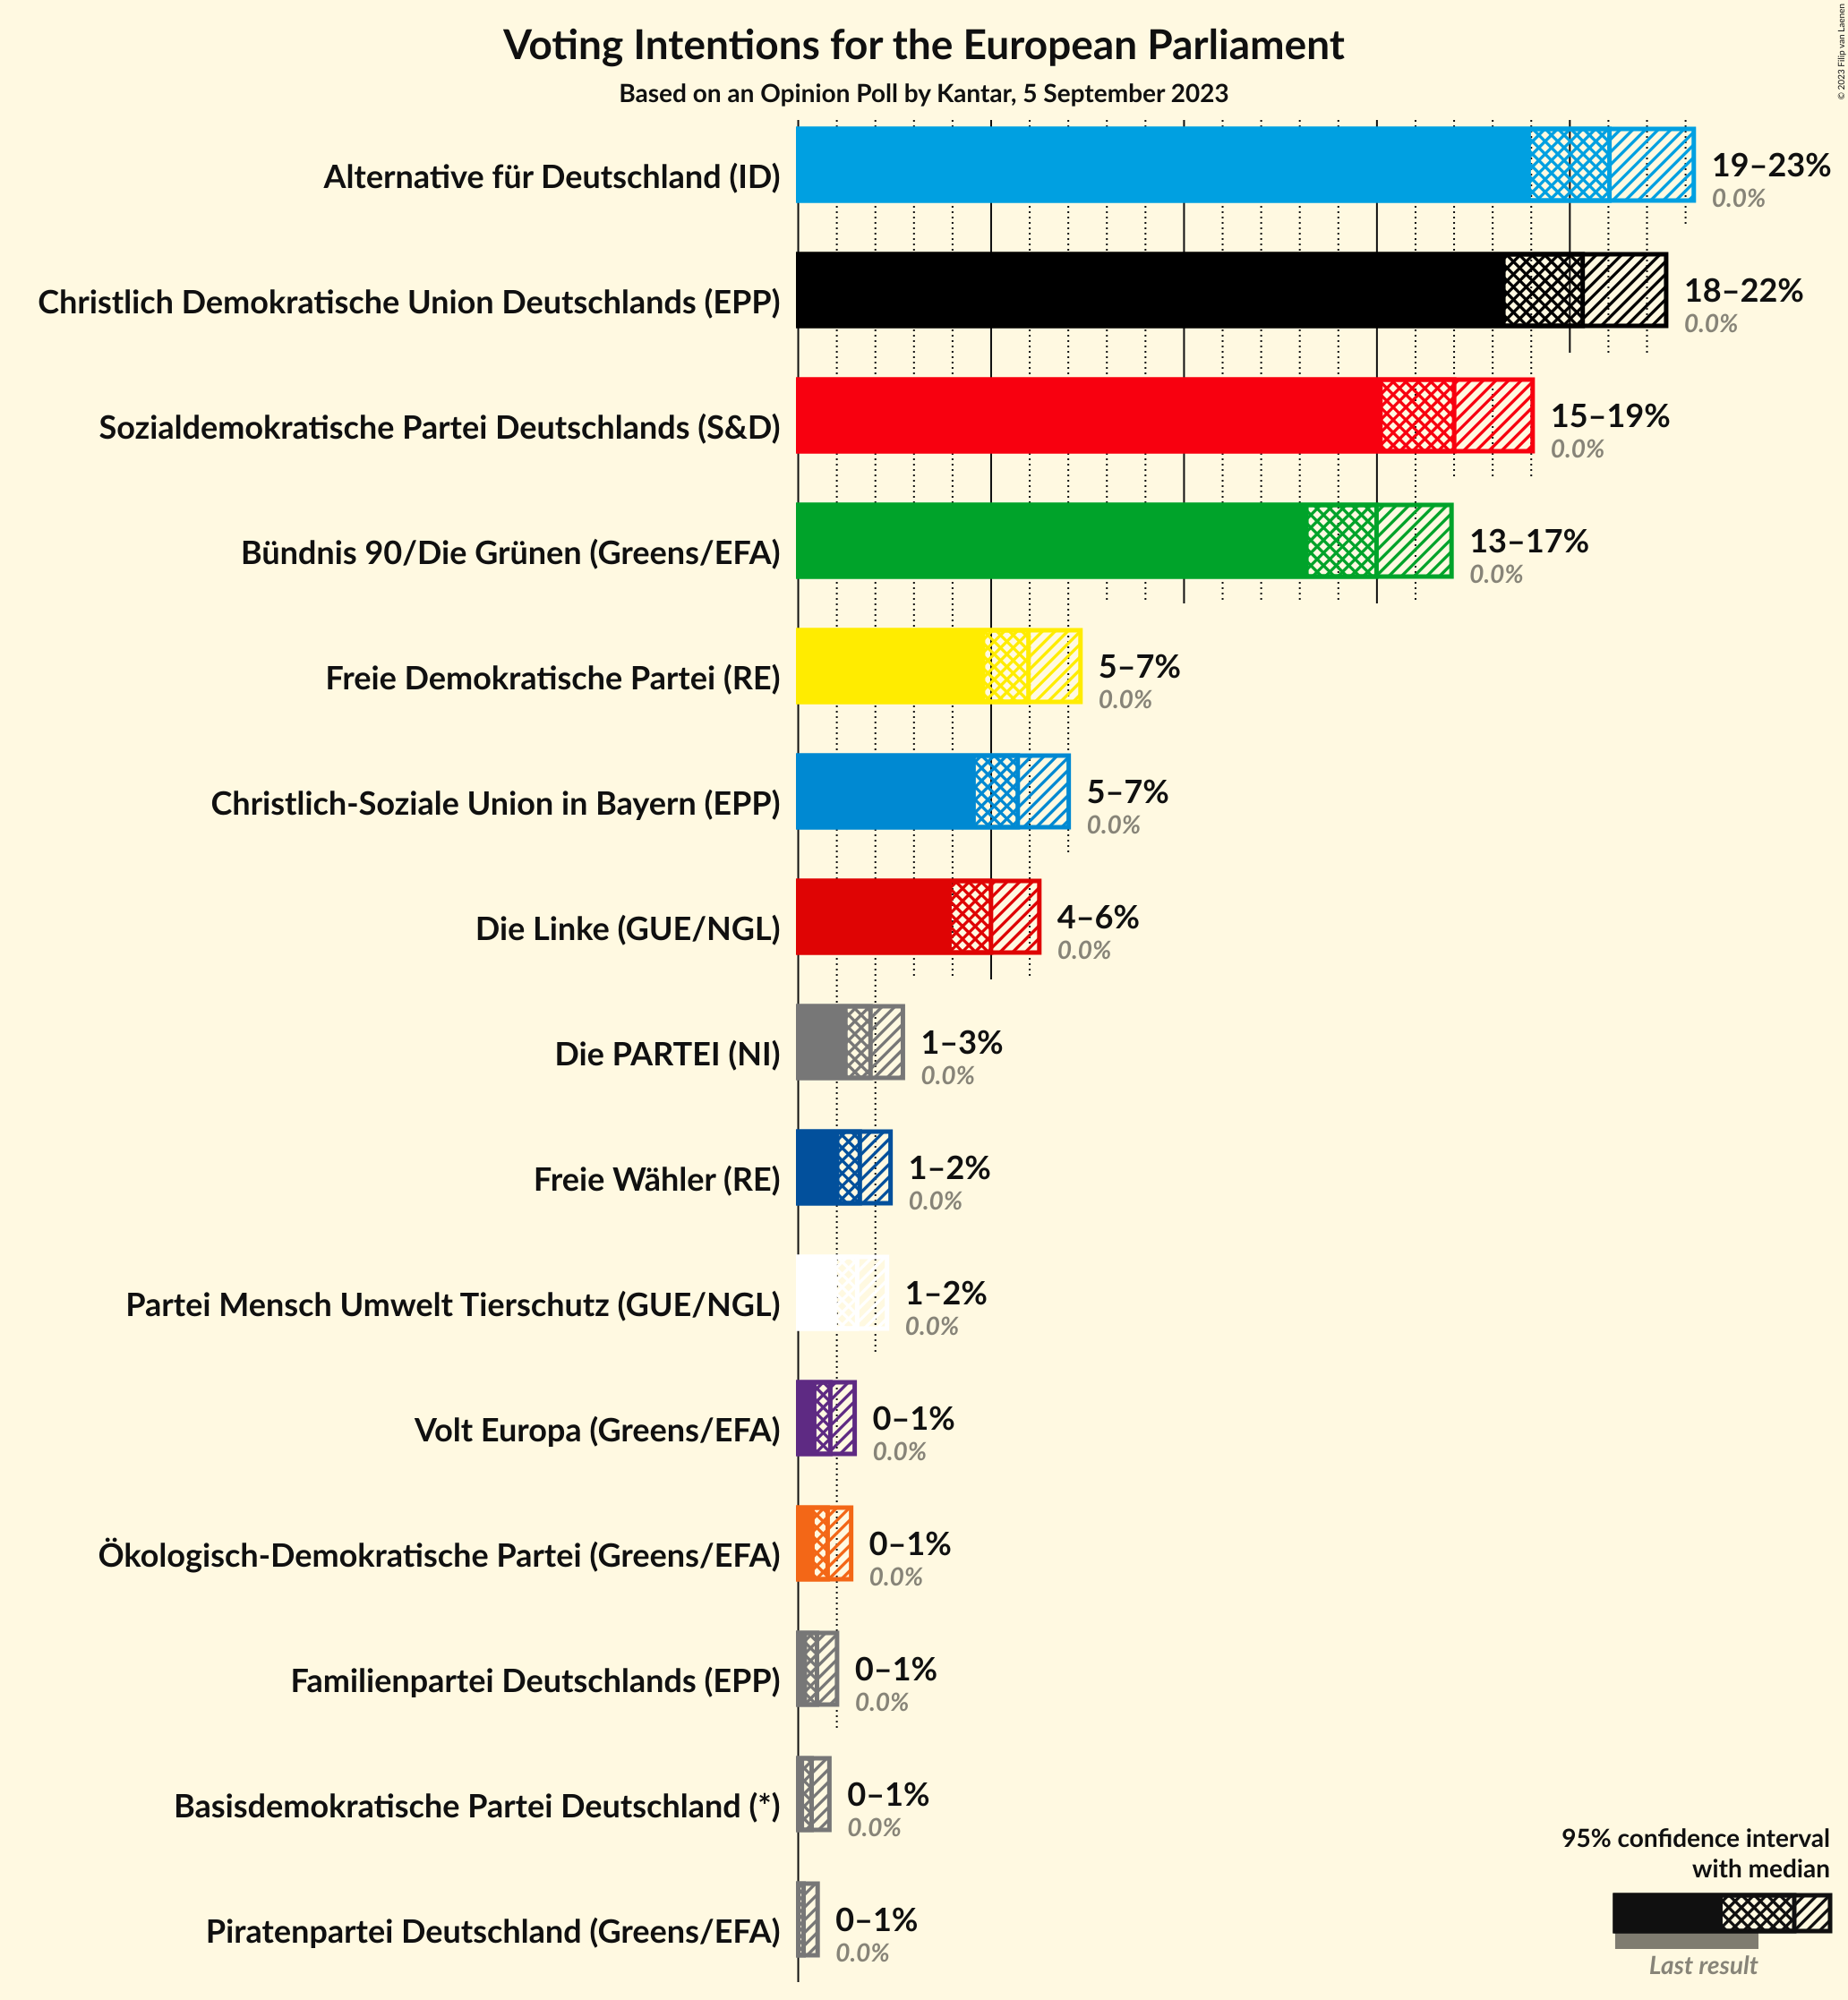 Voting Intentions for the European Parliament
Based on an Opinion Poll by Kantar, 5 September 2023
© 2023 Filip van Laenen
Alternative für Deutschland (ID)
19–23%
0.0%
Christlich Demokratische Union Deutschlands (EPP)
18–22%
0.0%
Sozialdemokratische Partei Deutschlands (S&D)
15–19%
0.0%
Bündnis 90/Die Grünen (Greens/EFA)
13–17%
0.0%
Freie Demokratische Partei (RE)
5–7%
0.0%
Christlich-Soziale Union in Bayern (EPP)
5–7%
0.0%
Die Linke (GUE/NGL)
4–6%
0.0%
Die PARTEI (NI)
1–3%
0.0%
Freie Wähler (RE)
1–2%
0.0%
Partei Mensch Umwelt Tierschutz (GUE/NGL)
1–2%
0.0%
Volt Europa (Greens/EFA)
0–1%
0.0%
Ökologisch-Demokratische Partei (Greens/EFA)
0–1%
0.0%
Familienpartei Deutschlands (EPP)
0–1%
0.0%
Basisdemokratische Partei Deutschland (*)
0–1%
0.0%
Piratenpartei Deutschland (Greens/EFA)
0–1%
0.0%
95% confidence interval
with median
Last result